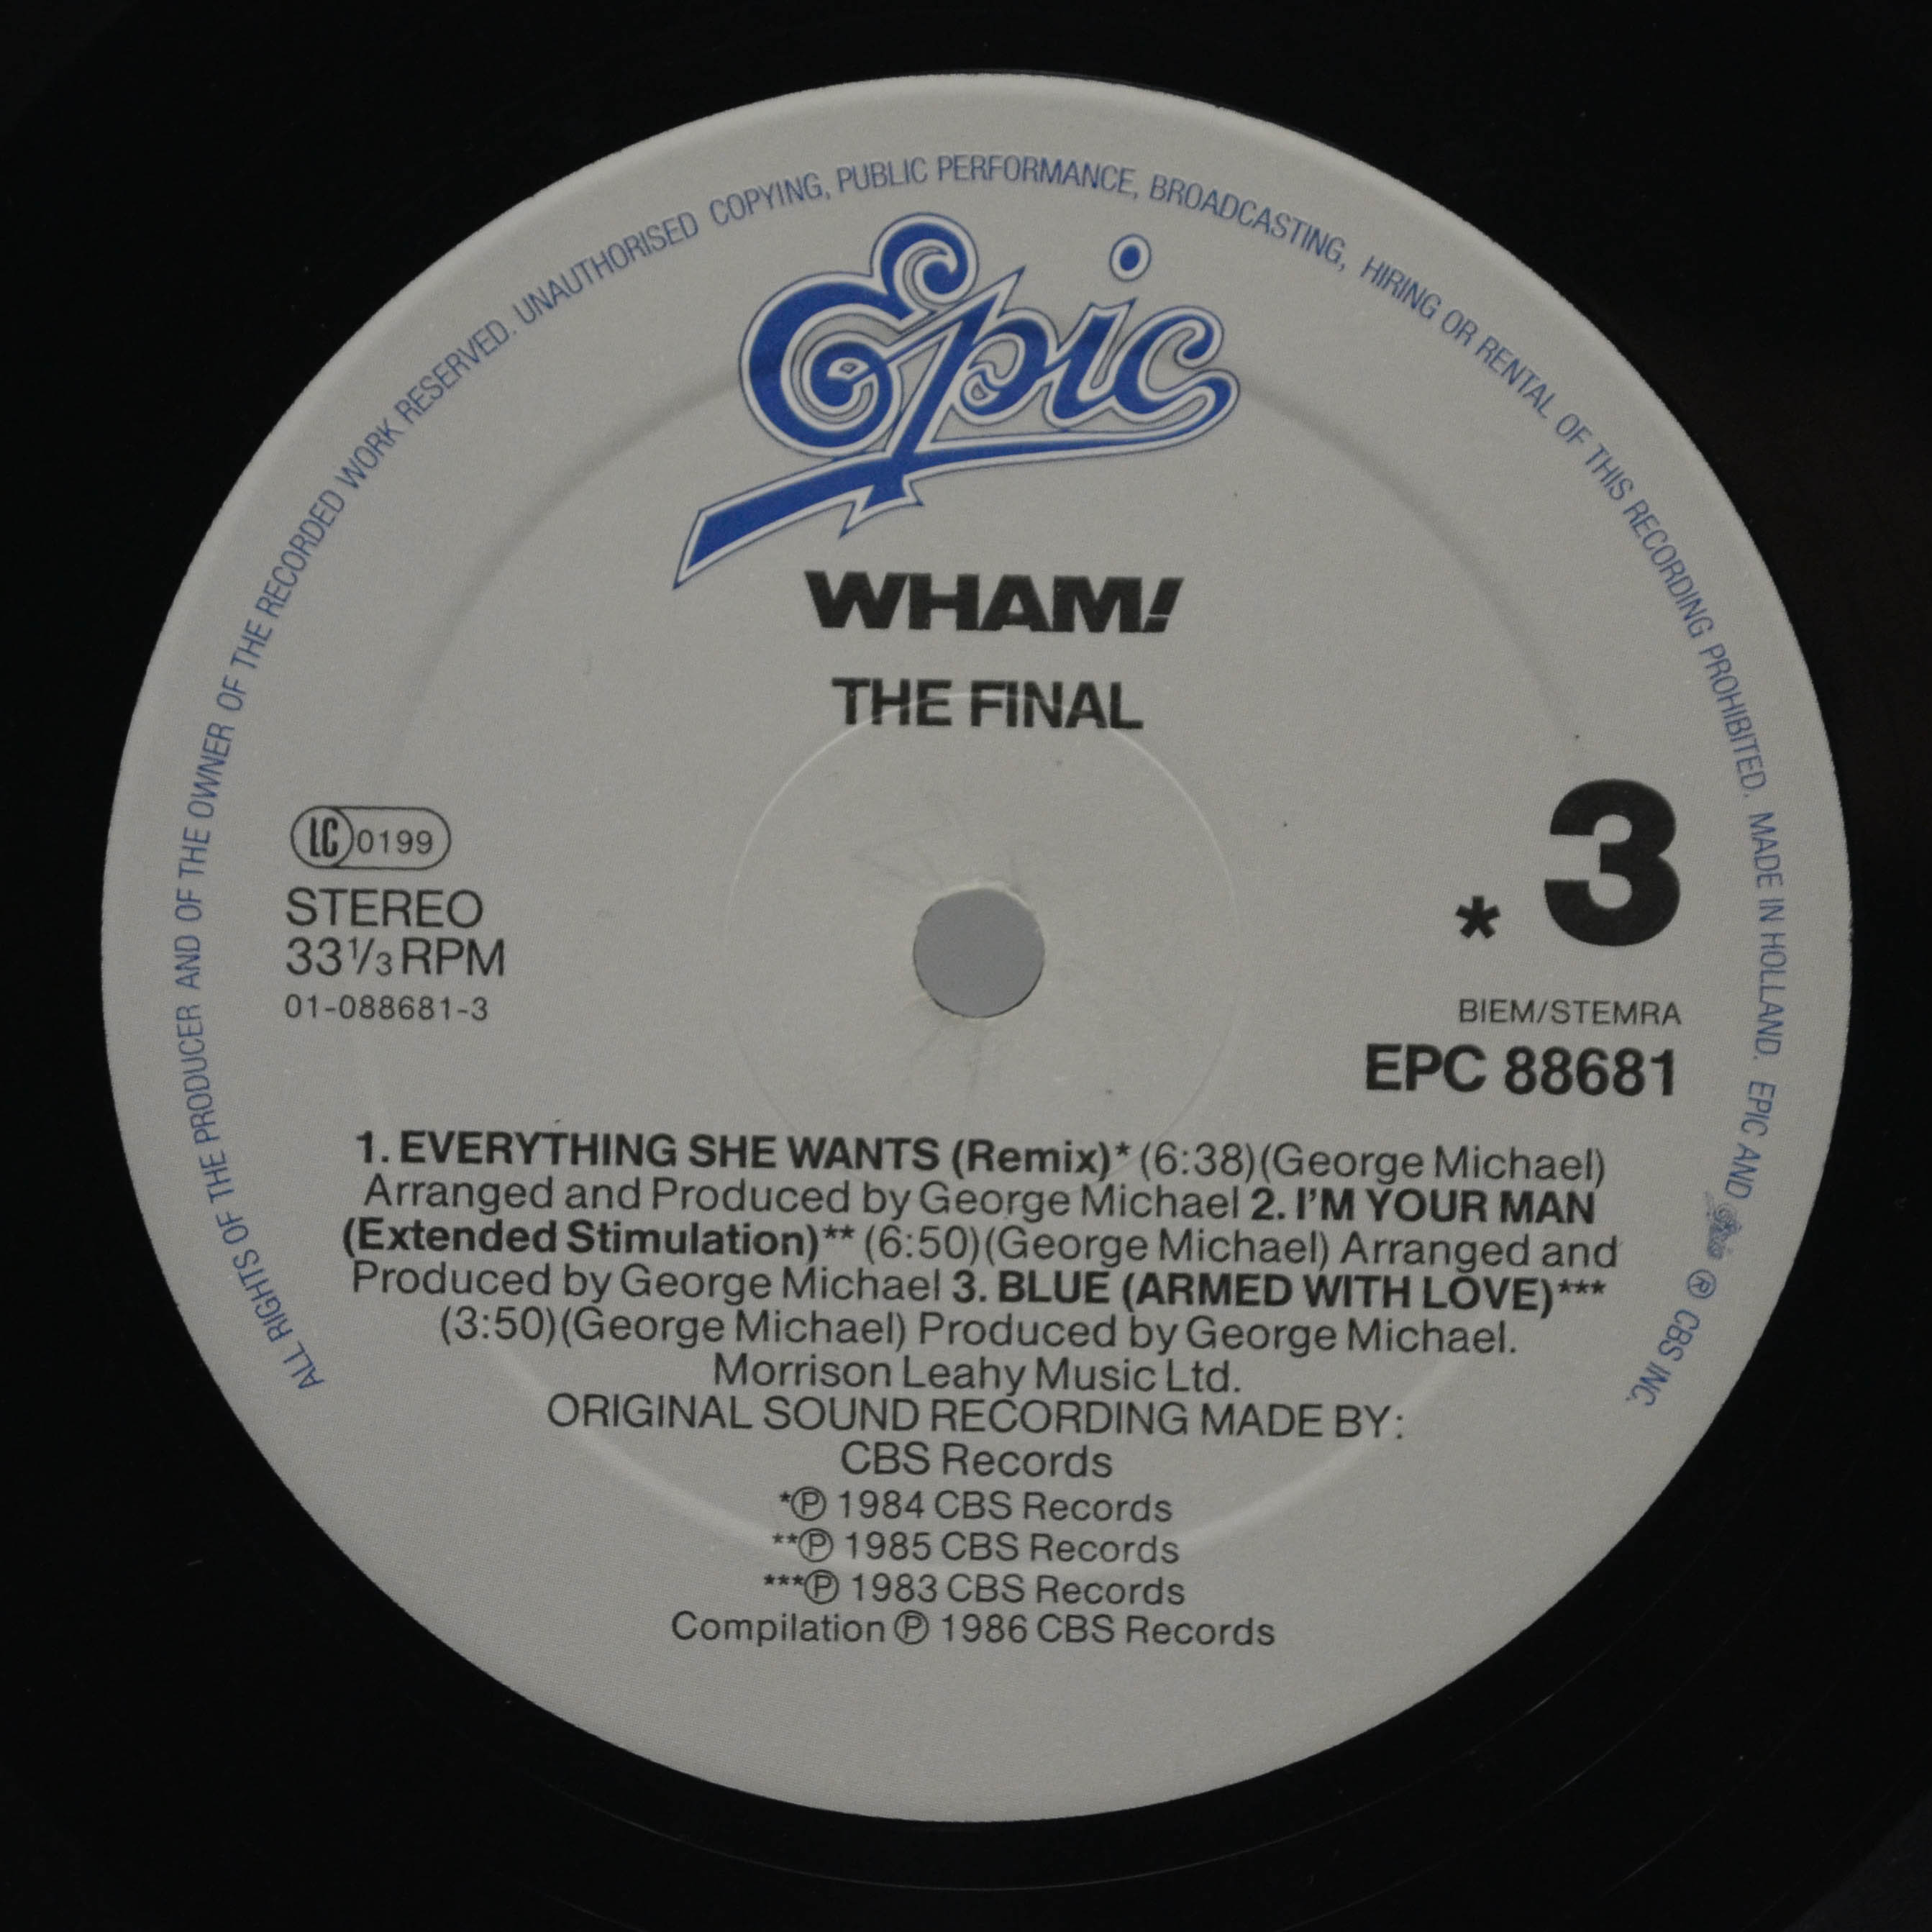 ALL RIGHTS OF THE PRODUCER AND OF THE OWNER OF THE RECORDED WORK RESERVED. UNAUTHORISED COPYING, PUBLIC PERFORMANCE, BROADCASTING, HIRING OR RENTAL OF THIS RECORDING PROHIBITED. MADE IN HOLLAND. EPIC AND Epic ® CBS INC.
Epic
WHAM!
THE FINAL
LC 0199
STEREO
33⅓ RPM
01-088681-3
* 3
BIEM/STEMRA
EPC 88681
1. EVERYTHING SHE WANTS (Remix)* (6:38)(George Michael)
Arranged and Produced by George Michael 2. I'M YOUR MAN
(Extended Stimulation)** (6:50)(George Michael) Arranged and
Produced by George Michael 3. BLUE (ARMED WITH LOVE)***
(3:50)(George Michael) Produced by George Michael.
Morrison Leahy Music Ltd.
ORIGINAL SOUND RECORDING MADE BY:
CBS Records
*℗ 1984 CBS Records
**℗ 1985 CBS Records
***℗ 1983 CBS Records
Compilation ℗ 1986 CBS Records